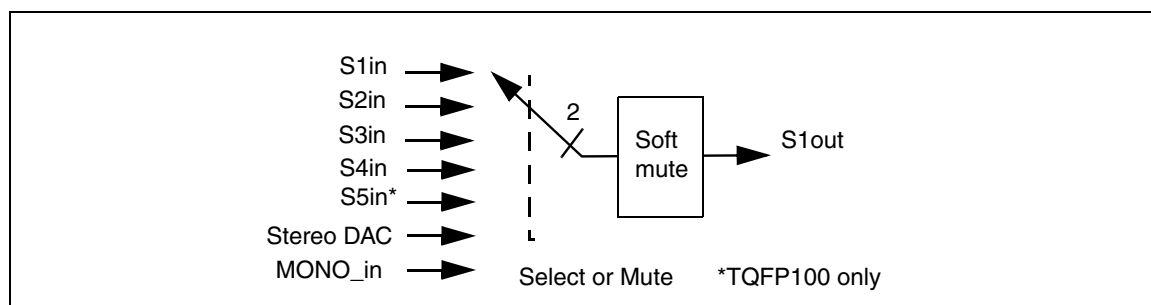 S1in
S2in
S3in
S4in
S5in*
Stereo DAC
MONO_in
2
Soft
mute
S1out
Select or Mute
*TQFP100 only